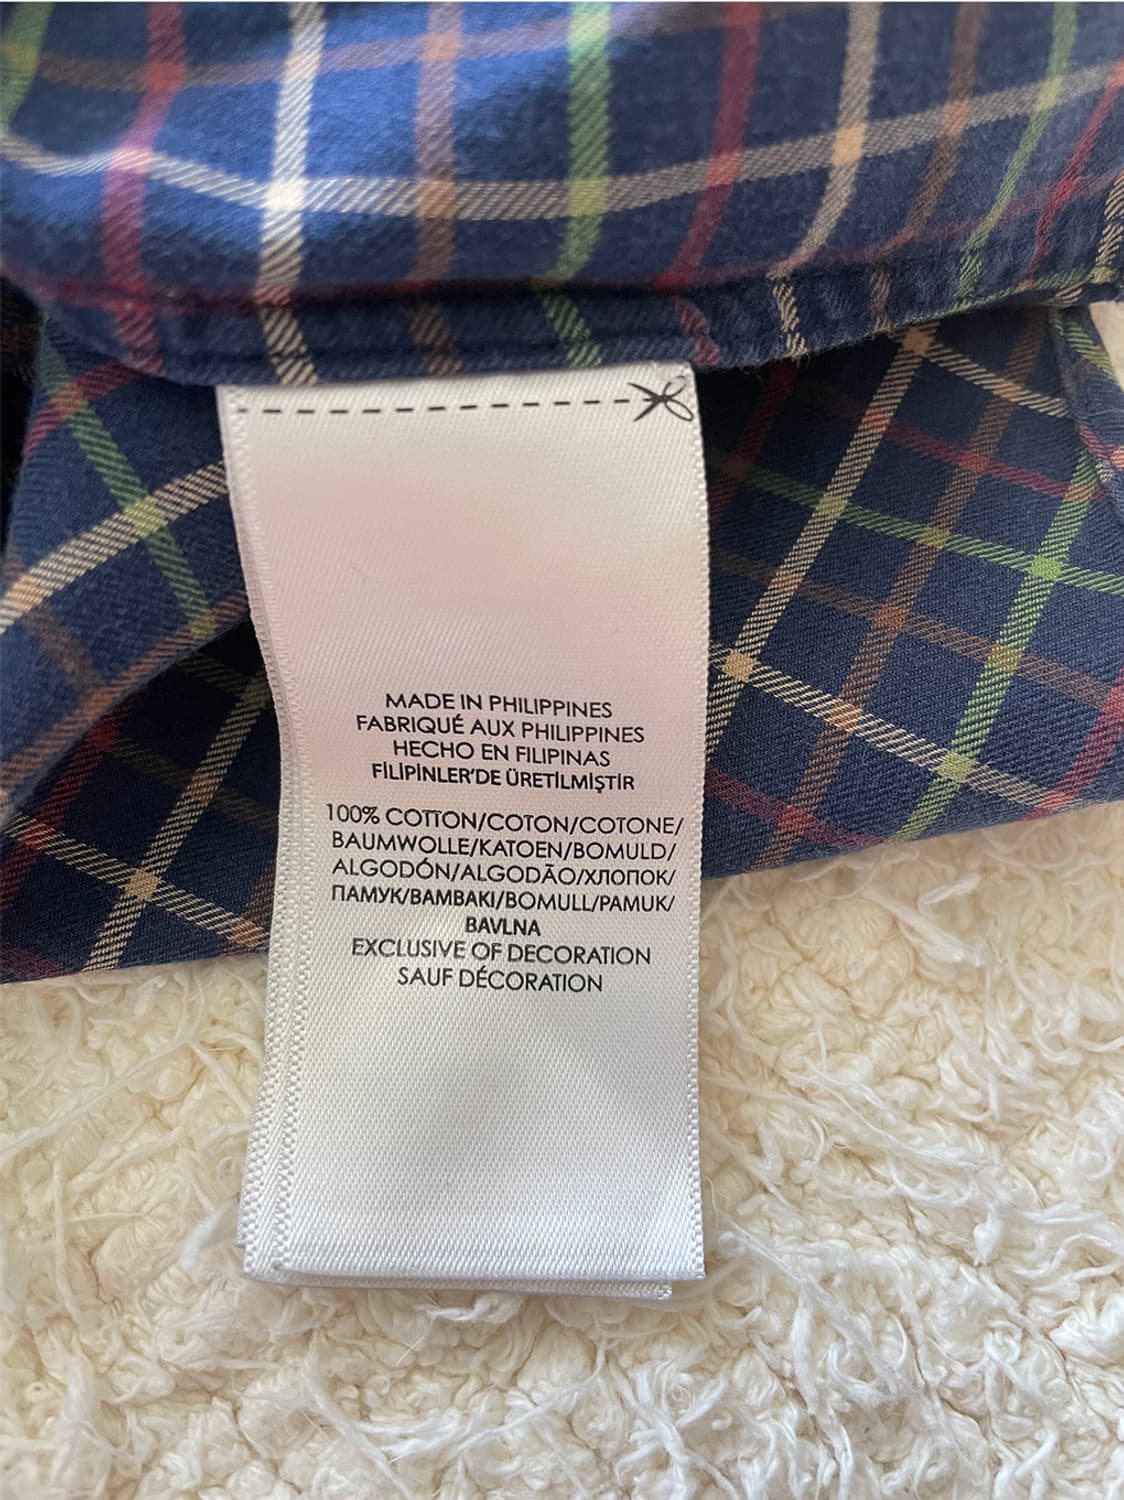 MADE IN PHILIPPINES
FABRIQUÉ AUX PHILIPPINES
HECHO EN FILIPINAS
FİLİPİNLER'DE ÜRETİLMİŞTİR
100% COTTON/COTON/COTONE/
BAUMWOLLE/KATOEN/BOMULD/
ALGODÓN/ALGODÃO/ХЛОПОК/
ПАМУК/BAMBAKI/BOMULL/PAMUK/
BAVLNA
EXCLUSIVE OF DECORATION
SAUF DÉCORATION